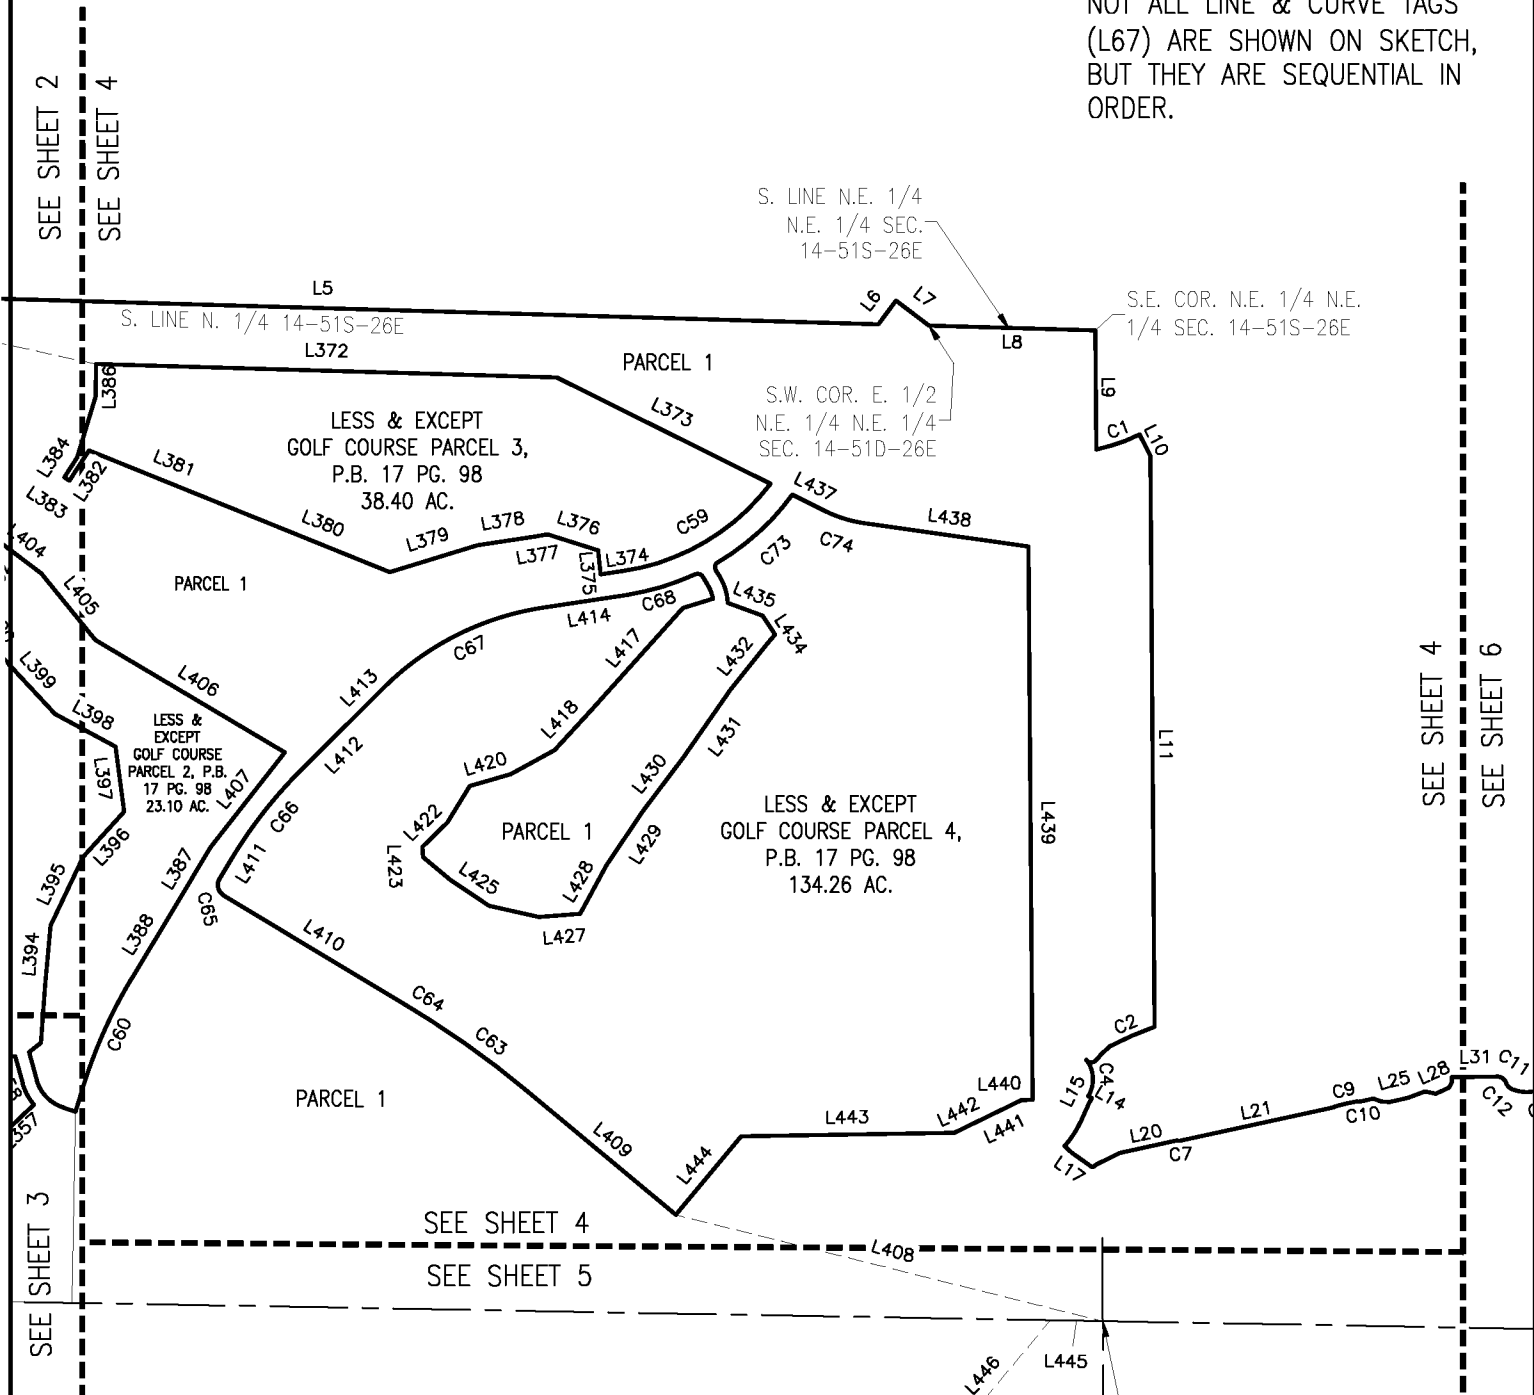 NOT ALL LINE & CURVE TAGS
(L67) ARE SHOWN ON SKETCH,
BUT THEY ARE SEQUENTIAL IN
ORDER.
SEE SHEET 2
SEE SHEET 4
S. LINE N.E. 1/4
N.E. 1/4 SEC.
14-51S-26E
L5
L6
L7
L8
S. LINE N. 1/4 14-51S-26E
S.E. COR. N.E. 1/4 N.E.
1/4 SEC. 14-51S-26E
L372
PARCEL 1
L386
L9
S.W. COR. E. 1/2
N.E. 1/4 N.E. 1/4
SEC. 14-51D-26E
L373
LESS & EXCEPT
GOLF COURSE PARCEL 3,
P.B. 17 PG. 98
38.40 AC.
C1
L10
L384
L382
L383
L381
L380
L379
L378
L377
L376
L375
L374
C59
L437
C73
C74
L438
L404
L405
PARCEL 1
L414
C68
L435
L434
L432
L417
C67
L399
L406
L413
L398
LESS &
EXCEPT
GOLF COURSE
PARCEL 2, P.B.
17 PG. 98
23.10 AC.
L397
L407
L412
L418
L431
L11
SEE SHEET 4
SEE SHEET 6
L420
L430
C66
L396
L422
PARCEL 1
L429
LESS & EXCEPT
GOLF COURSE PARCEL 4,
P.B. 17 PG. 98
134.26 AC.
L439
L387
L411
L423
L395
L425
L428
C65
L388
L410
L427
L394
C64
C60
C63
C2
PARCEL 1
C4
L15
L14
L440
L442
L441
L443
L31
C11
C12
L28
L25
C9
C10
L21
L20
C7
L17
L357
L409
L444
SEE SHEET 3
SEE SHEET 4
L408
SEE SHEET 5
L446
L445